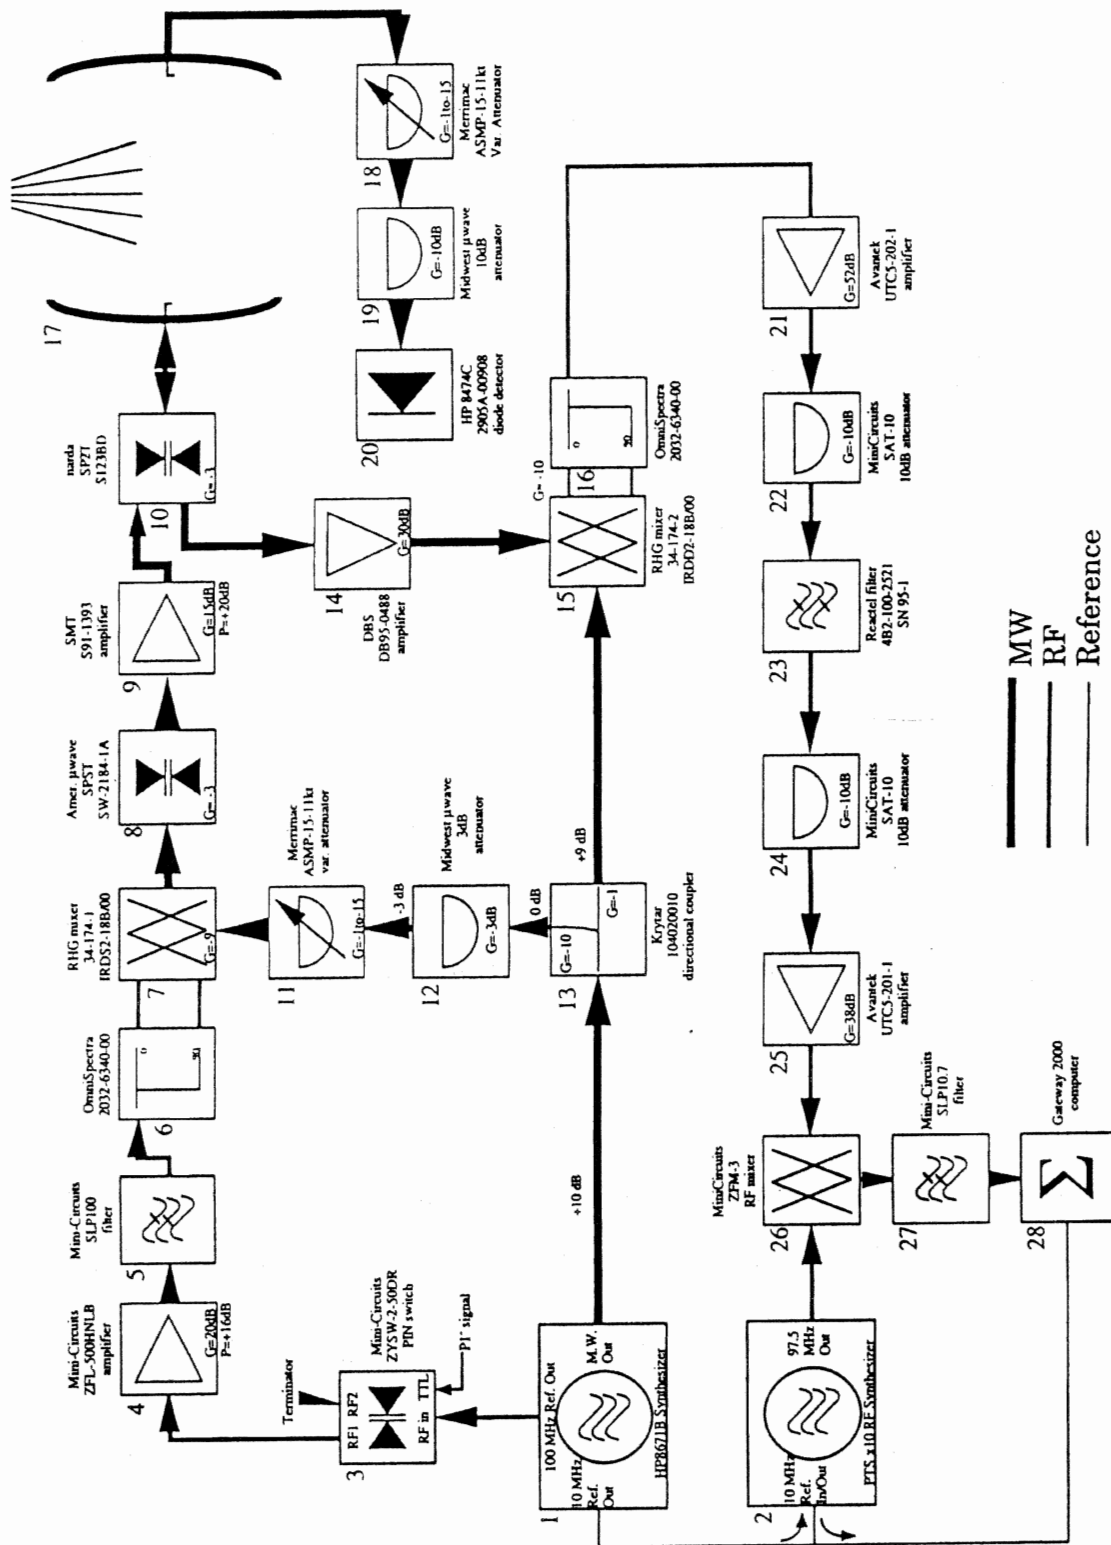 17
narda
SP2T
S123BD
G= -3
10
SMT
S91-1393
amplifier
G=15dB
P=+20dB
9
Amer. μwave
SPST
SW-2184-1A
G= -3
8
RHG mixer
34-174-1
IRDS2-18B/00
G=-9
7
OmniSpectra
2032-6340-00
0
90
6
Mini-Circuits
SLP100
filter
5
Mini-Circuits
ZFL-500HNLB
amplifier
G=20dB
P=+16dB
4
G=-1to-15
Merrimac
ASMP-15-11kt
Var. Attenuator
18
G=-10dB
Midwest μwave
10dB
attenuator
19
HP 8474C
2905A-00908
diode detector
20
G=30dB
DBS
DB95-0488
amplifier
14
Merrimac
ASMP-15-11kt
var. attenuator
G=-1to-15
11
-3 dB
Midwest μwave
3dB
attenuator
G=-3dB
12
0 dB
G=-10
G=-1
Krytar
104020010
directional coupler
13
+9 dB
+10 dB
Terminator
Mini-Circuits
ZYSW-2-50DR
PIN switch
RF1 RF2
RF in TTL
P1" signal
3
100 MHz Ref. Out
10 MHz
Ref.
Out
M.W.
Out
HP8671B Synthesizer
1
G= -10
RHG mixer
34-174-2
IRDD2-18B/00
15
16
0
90
OmniSpectra
2032-6340-00
G=52dB
Avantek
UTC5-202-1
amplifier
21
G=-10dB
MiniCircuits
SAT-10
10dB attenuator
22
Reactel filter
4B2-100-2521
SN 95-1
23
G=-10dB
MiniCircuits
SAT-10
10dB attenuator
24
G=38dB
Avantek
UTC5-201-1
amplifier
25
MiniCircuits
ZFM-3
RF mixer
26
Mini-Circuits
SLP10.7
filter
27
Gateway 2000
computer
Σ
28
97.5
MHz
Out
10 MHz
Ref.
In/Out
PTS x10 RF Synthesizer
2
MW
RF
Reference